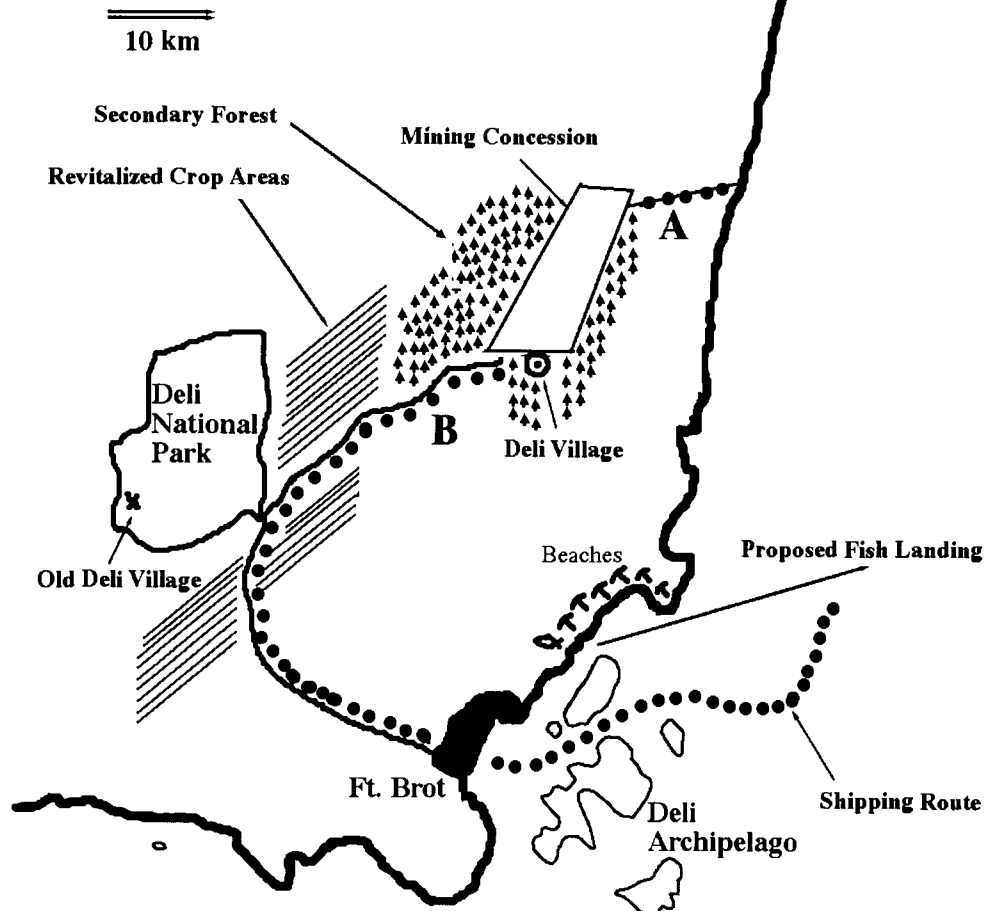 10 km
Secondary Forest
Mining Concession
Revitalized Crop Areas
A
Deli
National
Park
B
Deli Village
Old Deli Village
Beaches
Proposed Fish Landing
Ft. Brot
Shipping Route
Deli
Archipelago